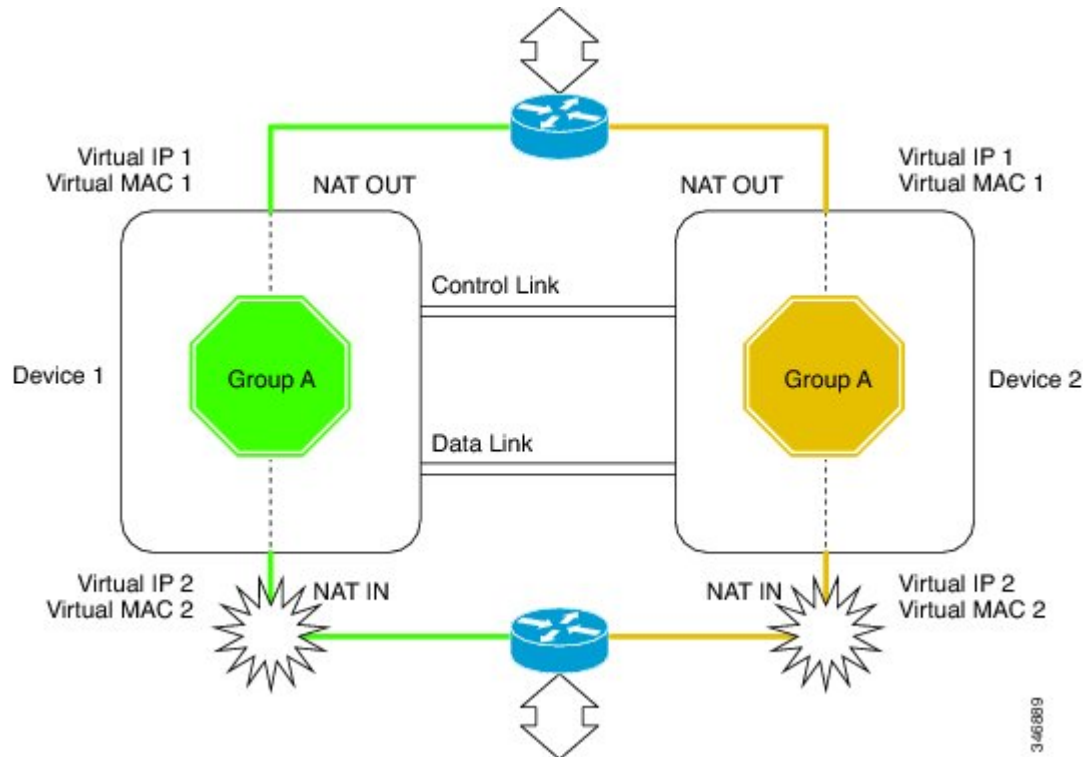 Virtual IP 1
Virtual MAC 1
NAT OUT
NAT OUT
Virtual IP 1
Virtual MAC 1
Control Link
Device 1
Group A
Group A
Device 2
Data Link
Virtual IP 2
Virtual MAC 2
NAT IN
NAT IN
Virtual IP 2
Virtual MAC 2
346889